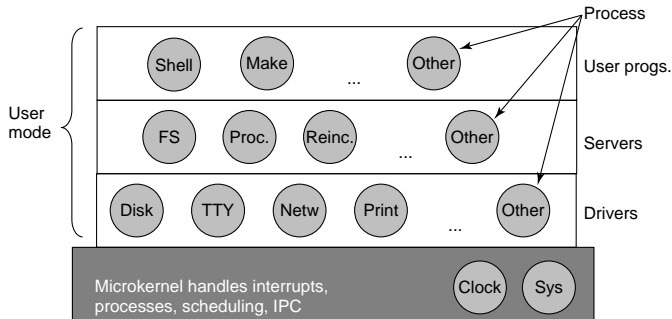 Process
Shell
Make
...
Other
User progs.
User
mode
FS
Proc.
Reinc.
...
Other
Servers
Disk
TTY
Netw
Print
...
Other
Drivers
Microkernel handles interrupts,
processes, scheduling, IPC
Clock
Sys